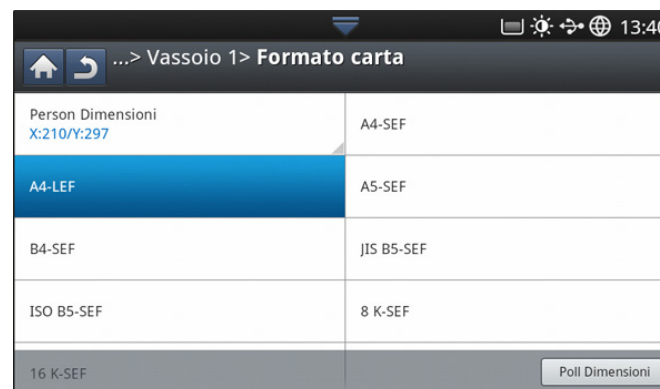 13:40
...> Vassoio 1> Formato carta
Person Dimensioni
X:210/Y:297
A4-SEF
A4-LEF
A5-SEF
B4-SEF
JIS B5-SEF
ISO B5-SEF
8 K-SEF
16 K-SEF
Poll Dimensioni